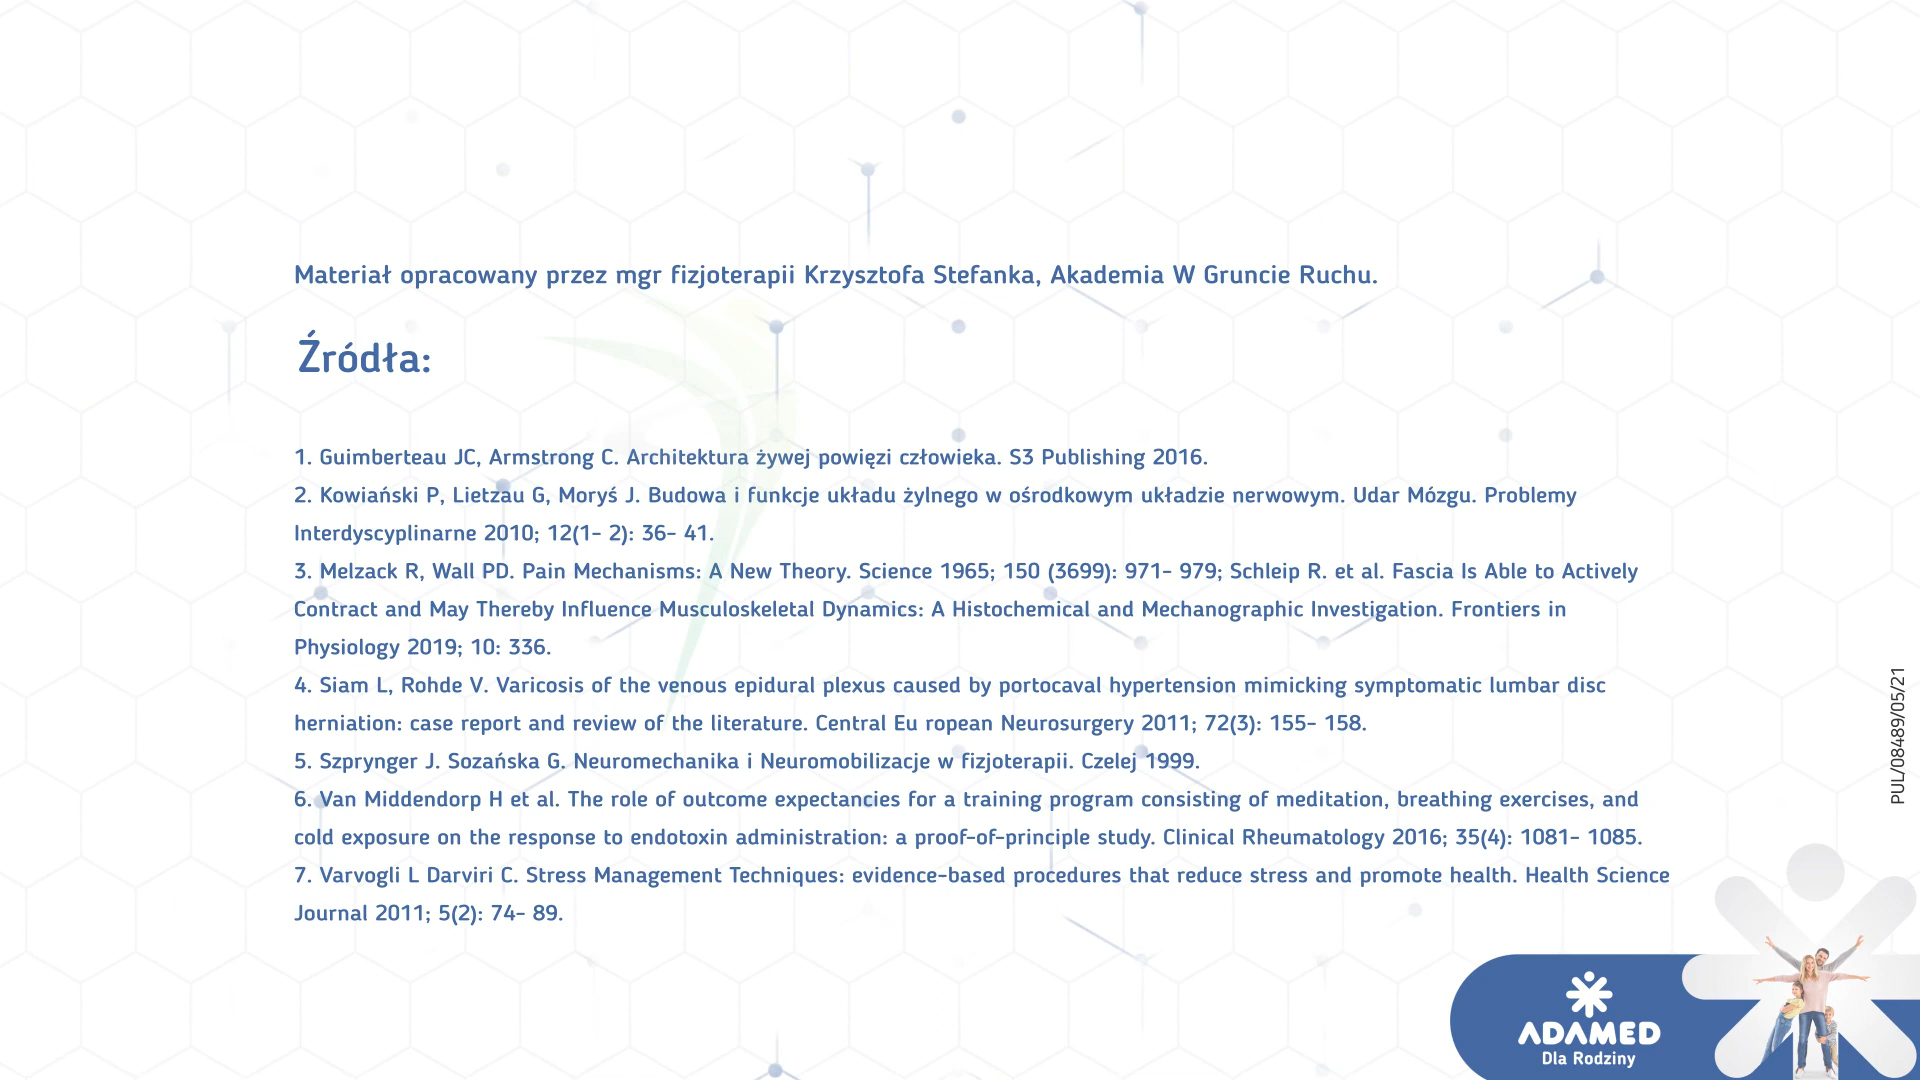 Materiał opracowany przez mgr fizjoterapii Krzysztofa Stefanka, Akademia W Gruncie Ruchu.
Źródła:
1. Guimberteau JC, Armstrong C. Architektura żywej powięzi człowieka. S3 Publishing 2016.
2. Kowiański P, Lietzau G, Moryś J. Budowa i funkcje układu żylnego w ośrodkowym układzie nerwowym. Udar Mózgu. Problemy
Interdyscyplinarne 2010; 12(1- 2): 36- 41.
3. Melzack R, Wall PD. Pain Mechanisms: A New Theory. Science 1965; 150 (3699): 971- 979; Schleip R. et al. Fascia Is Able to Actively
Contract and May Thereby Influence Musculoskeletal Dynamics: A Histochemical and Mechanographic Investigation. Frontiers in
Physiology 2019; 10: 336.
4. Siam L, Rohde V. Varicosis of the venous epidural plexus caused by portocaval hypertension mimicking symptomatic lumbar disc
herniation: case report and review of the literature. Central Eu ropean Neurosurgery 2011; 72(3): 155- 158.
5. Szprynger J. Sozańska G. Neuromechanika i Neuromobilizacje w fizjoterapii. Czelej 1999.
6. Van Middendorp H et al. The role of outcome expectancies for a training program consisting of meditation, breathing exercises, and
cold exposure on the response to endotoxin administration: a proof-of-principle study. Clinical Rheumatology 2016; 35(4): 1081- 1085.
7. Varvogli L Darviri C. Stress Management Techniques: evidence-based procedures that reduce stress and promote health. Health Science
Journal 2011; 5(2): 74- 89.
PUL/08489/05/21
ADAMED
Dla Rodziny